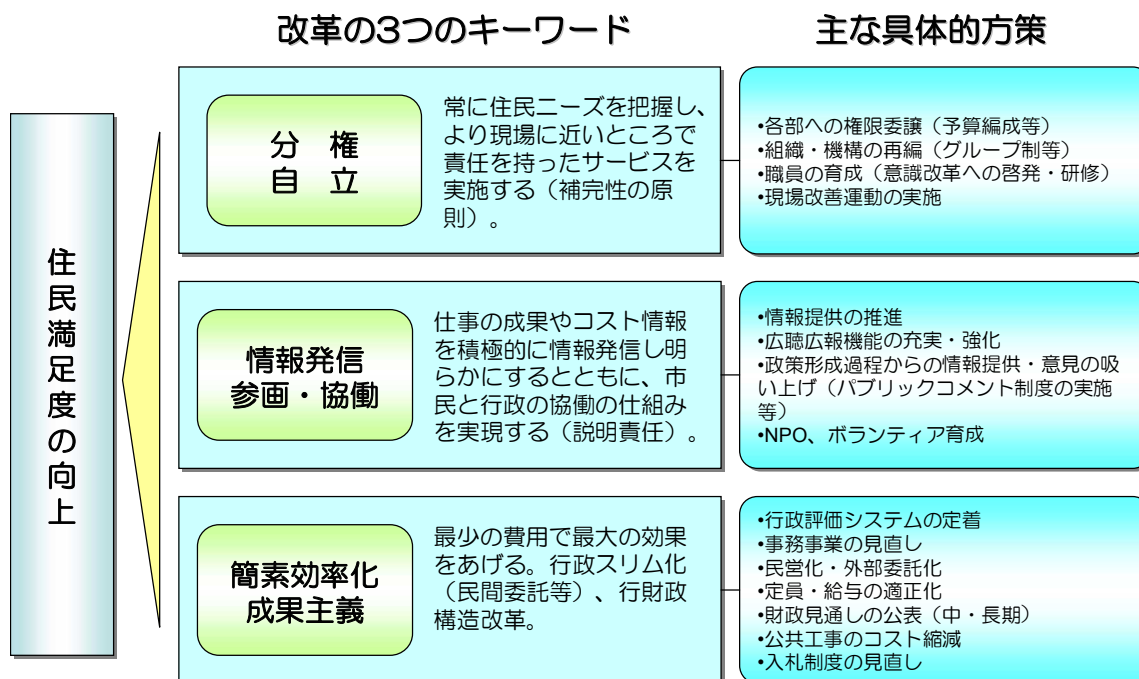 改革の3つのキーワード
主な具体的方策
住民満足度の向上
分 権
自 立
常に住民ニーズを把握し、
より現場に近いところで
責任を持ったサービスを
実施する（補完性の原
則）。
•各部への権限委譲（予算編成等）
•組織・機構の再編（グループ制等）
•職員の育成（意識改革への啓発・研修）
•現場改善運動の実施
情報発信
参画・協働
仕事の成果やコスト情報
を積極的に情報発信し明
らかにするとともに、市
民と行政の協働の仕組み
を実現する（説明責任）。
•情報提供の推進
•広聴広報機能の充実・強化
•政策形成過程からの情報提供・意見の吸
い上げ（パブリックコメント制度の実施
等）
•NPO、ボランティア育成
簡素効率化
成果主義
最少の費用で最大の効果
をあげる。行政スリム化
（民間委託等）、行財政
構造改革。
•行政評価システムの定着
•事務事業の見直し
•民営化・外部委託化
•定員・給与の適正化
•財政見通しの公表（中・長期）
•公共工事のコスト縮減
•入札制度の見直し